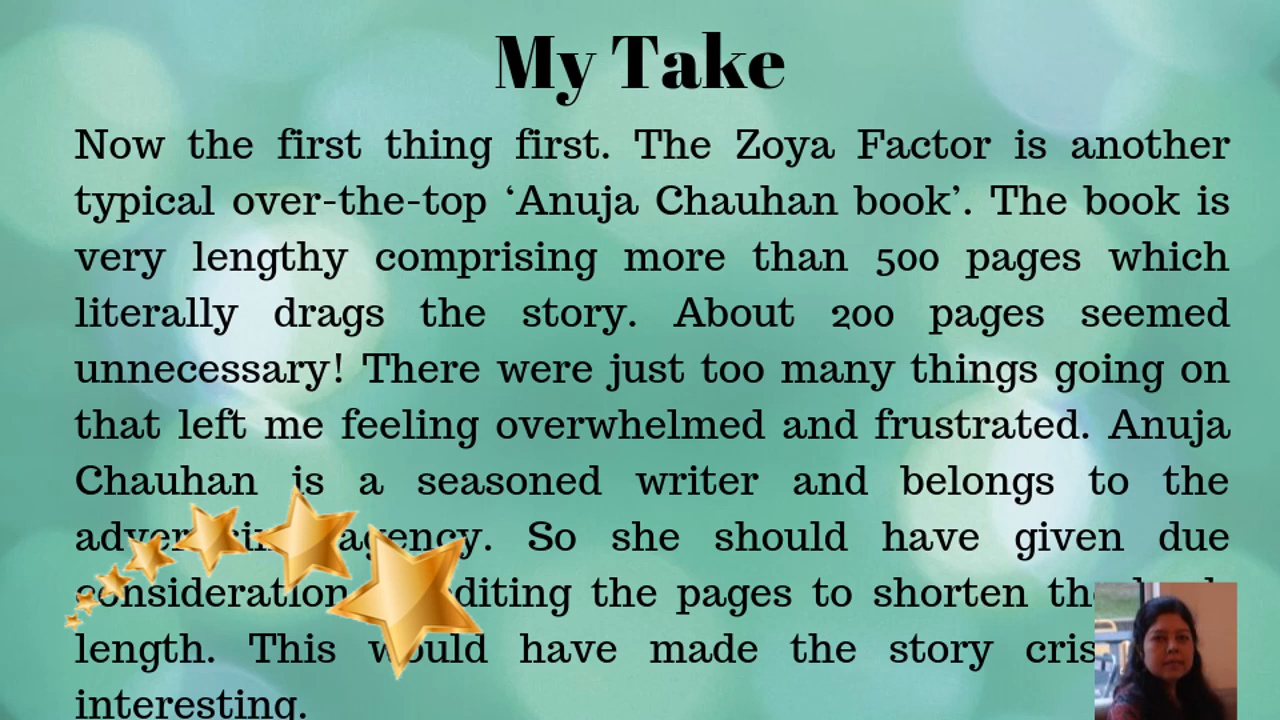 My Take
Now the first thing first. The Zoya Factor is another
typical over-the-top ‘Anuja Chauhan book’. The book is
very lengthy comprising more than 500 pages which
literally drags the story. About 200 pages seemed
unnecessary! There were just too many things going on
that left me feeling overwhelmed and frustrated. Anuja
Chauhan is a seasoned writer and belongs to the
agency. So she should have given due
consideration editing the pages to shorten
length. This would have made the story
interesting.